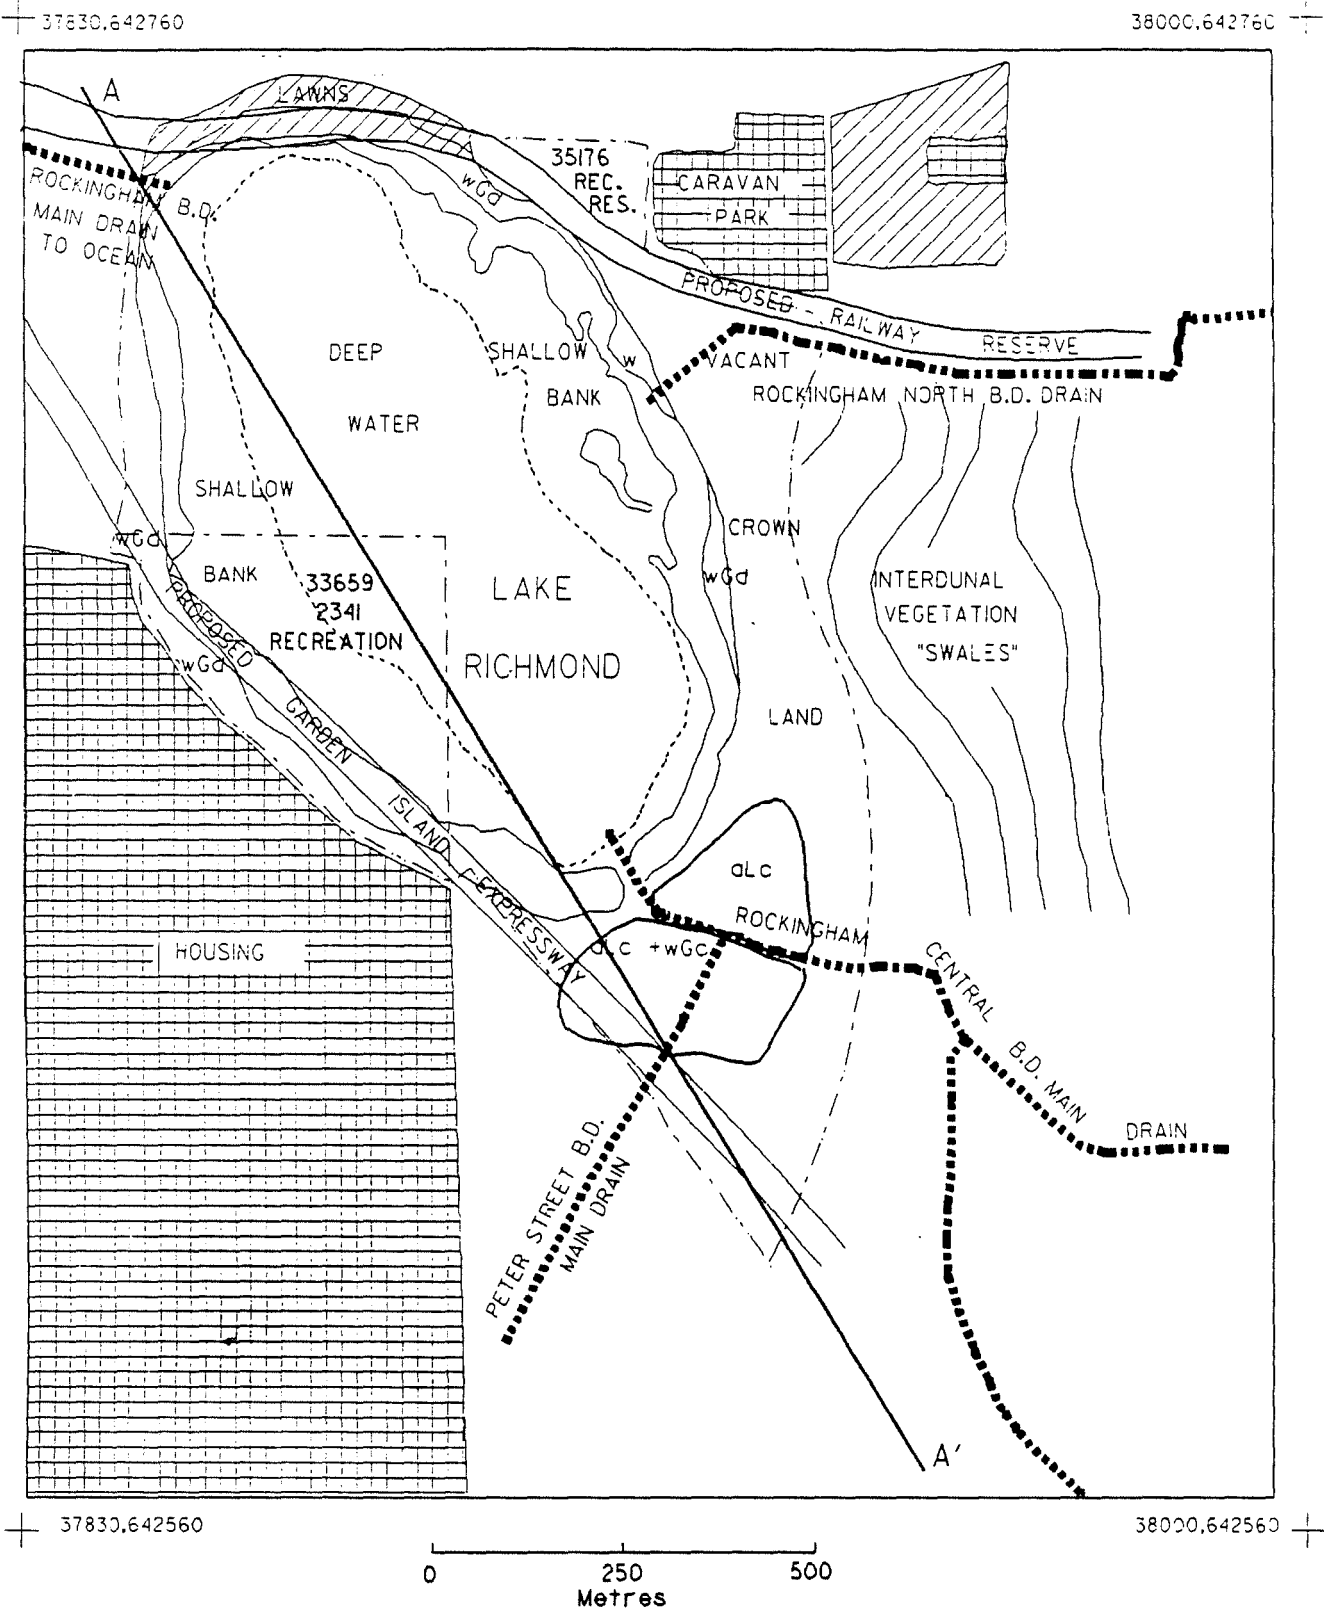 37830,642760
38000,642760
A
LAWNS
35176
REC.
RES.
wGd
CARAVAN
PARK
ROCKINGHAM B.D.
MAIN DRAIN
TO OCEAN
PROPOSED RAILWAY RESERVE
DEEP
WATER
SHALLOW
BANK
w
VACANT
ROCKINGHAM NORTH B.D. DRAIN
SHALLOW
BANK
wGd
CROWN
LAND
wGd
33659
2341
RECREATION
LAKE
RICHMOND
INTERDUNAL
VEGETATION
"SWALES"
wGd
PROPOSED GARDEN ISLAND EXPRESSWAY
aLc
HOUSING
aLc +wGc
ROCKINGHAM CENTRAL B.D. MAIN DRAIN
PETER STREET B.D.
MAIN DRAIN
A'
37830,642560
38000,642560
0 250 500
Metres